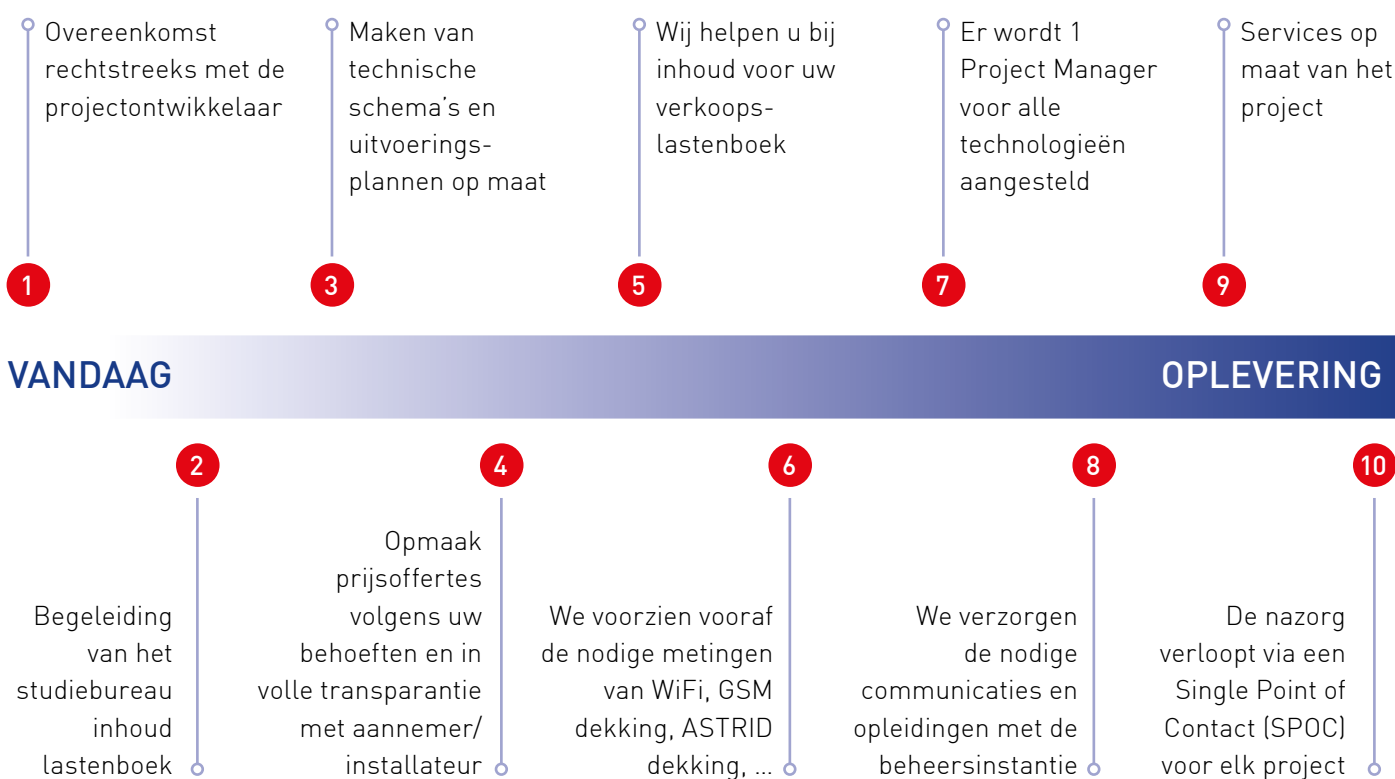 Overeenkomst
rechtstreeks met de
projectontwikkelaar
Maken van
technische
schema's en
uitvoerings-
plannen op maat
Wij helpen u bij
inhoud voor uw
verkoops-
lastenboek
Er wordt 1
Project Manager
voor alle
technologieën
aangesteld
Services op
maat van het
project
1
3
5
7
9
VANDAAG
OPLEVERING
2
4
6
8
10
Begeleiding
van het
studiebureau
inhoud
lastenboek
Opmaak
prijsoffertes
volgens uw
behoeften en in
volle transparantie
met aannemer/
installateur
We voorzien vooraf
de nodige metingen
van WiFi, GSM
dekking, ASTRID
dekking, ...
We verzorgen
de nodige
communicaties en
opleidingen met de
beheersinstantie
De nazorg
verloopt via een
Single Point of
Contact (SPOC)
voor elk project